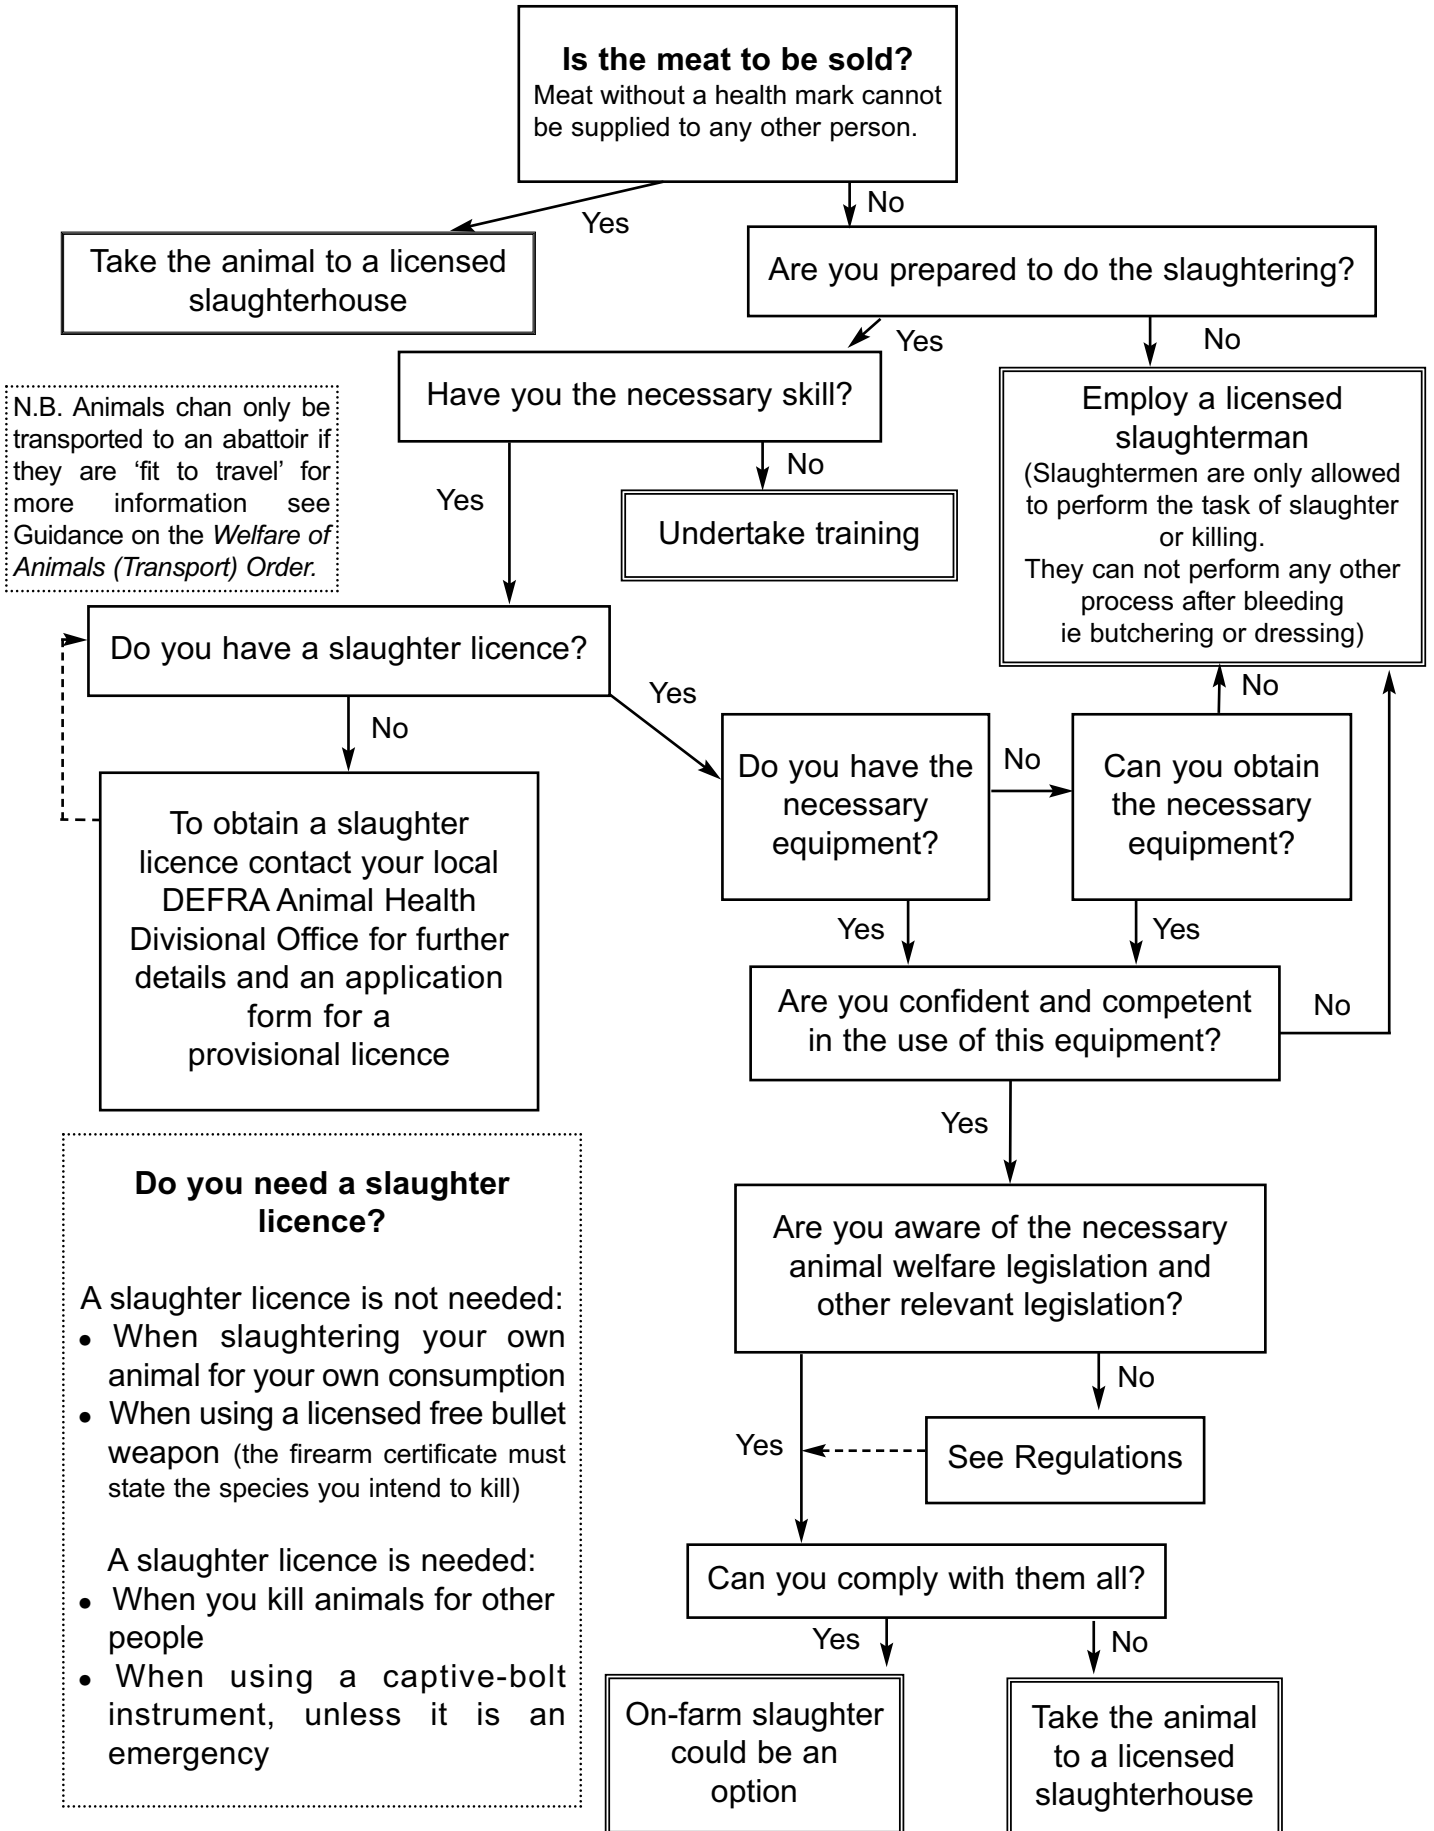 Is the meat to be sold?
Meat without a health mark cannot
be supplied to any other person.
Yes
No
Take the animal to a licensed
slaughterhouse
Are you prepared to do the slaughtering?
Yes
No
Have you the necessary skill?
N.B. Animals chan only be
transported to an abattoir if
they are ‘fit to travel’ for
more information see
Guidance on the Welfare of
Animals (Transport) Order.
Yes
No
Undertake training
Employ a licensed
slaughterman
(Slaughtermen are only allowed
to perform the task of slaughter
or killing.
They can not perform any other
process after bleeding
ie butchering or dressing)
Do you have a slaughter licence?
Yes
No
No
To obtain a slaughter
licence contact your local
DEFRA Animal Health
Divisional Office for further
details and an application
form for a
provisional licence
Do you have the
necessary
equipment?
No
Can you obtain
the necessary
equipment?
Yes
Yes
Are you confident and competent
in the use of this equipment?
No
Yes
Do you need a slaughter
licence?
A slaughter licence is not needed:
• When slaughtering your own
animal for your own consumption
• When using a licensed free bullet
weapon (the firearm certificate must
state the species you intend to kill)
A slaughter licence is needed:
• When you kill animals for other
people
• When using a captive-bolt
instrument, unless it is an
emergency
Are you aware of the necessary
animal welfare legislation and
other relevant legislation?
No
Yes
See Regulations
Can you comply with them all?
Yes
No
On-farm slaughter
could be an
option
Take the animal
to a licensed
slaughterhouse